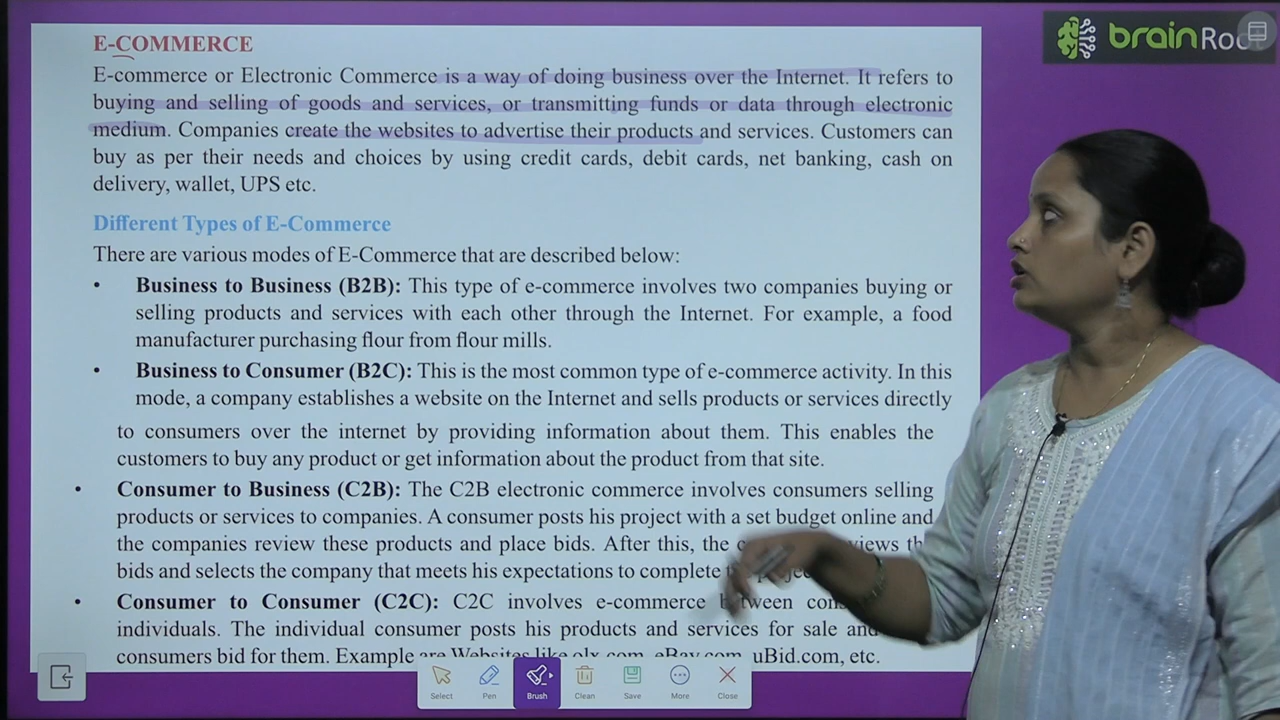 brainRo
E-COMMERCE
E-commerce or Electronic Commerce is a way of doing business over the Internet. It refers to
buying and selling of goods and services, or transmitting funds or data through electronic
medium. Companies create the websites to advertise their products and services. Customers can
buy as per their needs and choices by using credit cards, debit cards, net banking, cash on
delivery, wallet, UPS etc.
Different Types of E-Commerce
There are various modes of E-Commerce that are described below:
• Business to Business (B2B): This type of e-commerce involves two companies buying or
selling products and services with each other through the Internet. For example, a food
manufacturer purchasing flour from flour mills.
• Business to Consumer (B2C): This is the most common type of e-commerce activity. In this
mode, a company establishes a website on the Internet and sells products or services directly
to consumers over the internet by providing information about them. This enables the
customers to buy any product or get information about the product from that site.
• Consumer to Business (C2B): The C2B electronic commerce involves consumers selling
products or services to companies. A consumer posts his project with a set budget online and
the companies review these products and place bids. After this, the
bids and selects the company that meets his expectations to complete
• Consumer to Consumer (C2C): C2C involves e-commerce between
individuals. The individual consumer posts his products and services for sale and
consumers bid for them. Example are Websites like olx.com, eBay.com, uBid.com, etc.
Select Pen Brush Clean Save More Close